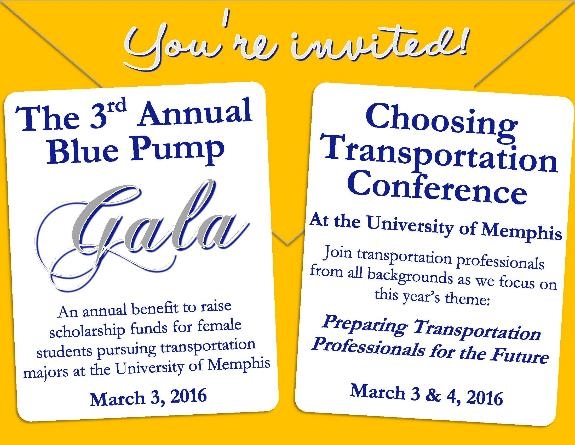 You're invited!
The 3rd Annual
Blue Pump
Gala
An annual benefit to raise
scholarship funds for female
students pursuing transportation
majors at the University of Memphis
March 3, 2016
Choosing
Transportation
Conference
At the University of Memphis
Join transportation professionals
from all backgrounds as we focus on
this year's theme:
Preparing Transportation
Professionals for the Future
March 3 & 4, 2016